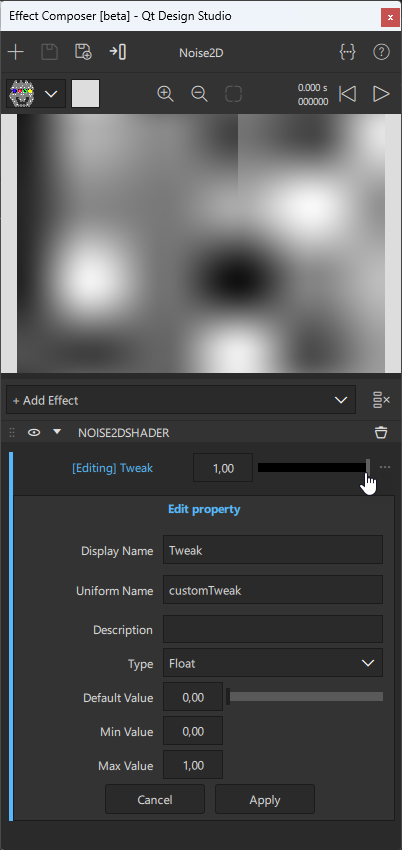 Effect Composer [beta] - Qt Design Studio
x
Noise2D
0.000 s
000000
+ Add Effect
NOISE2DSHADER
[Editing] Tweak 1,00
Edit property
Display Name Tweak
Uniform Name customTweak
Description
Type Float
Default Value 0,00
Min Value 0,00
Max Value 1,00
Cancel Apply